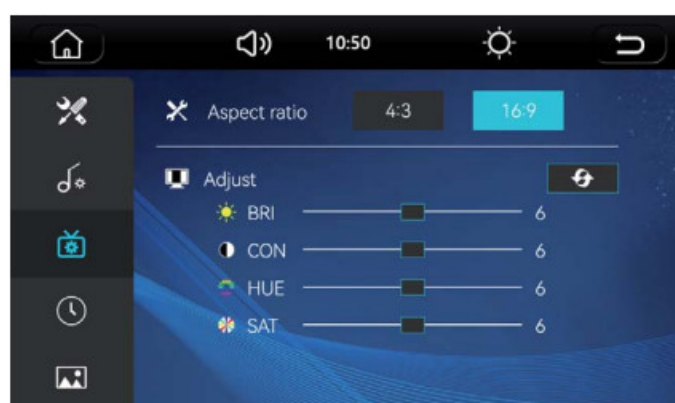 10:50
Aspect ratio 4:3 16:9
Adjust
BRI 6
CON 6
HUE 6
SAT 6